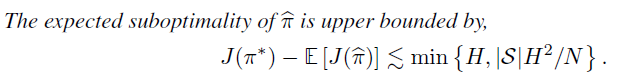 The expected suboptimality of π̂ is upper bounded by,
J(π*) − 𝔼 [J(π̂)] ≲ min {H, |𝒮|H²/N} .